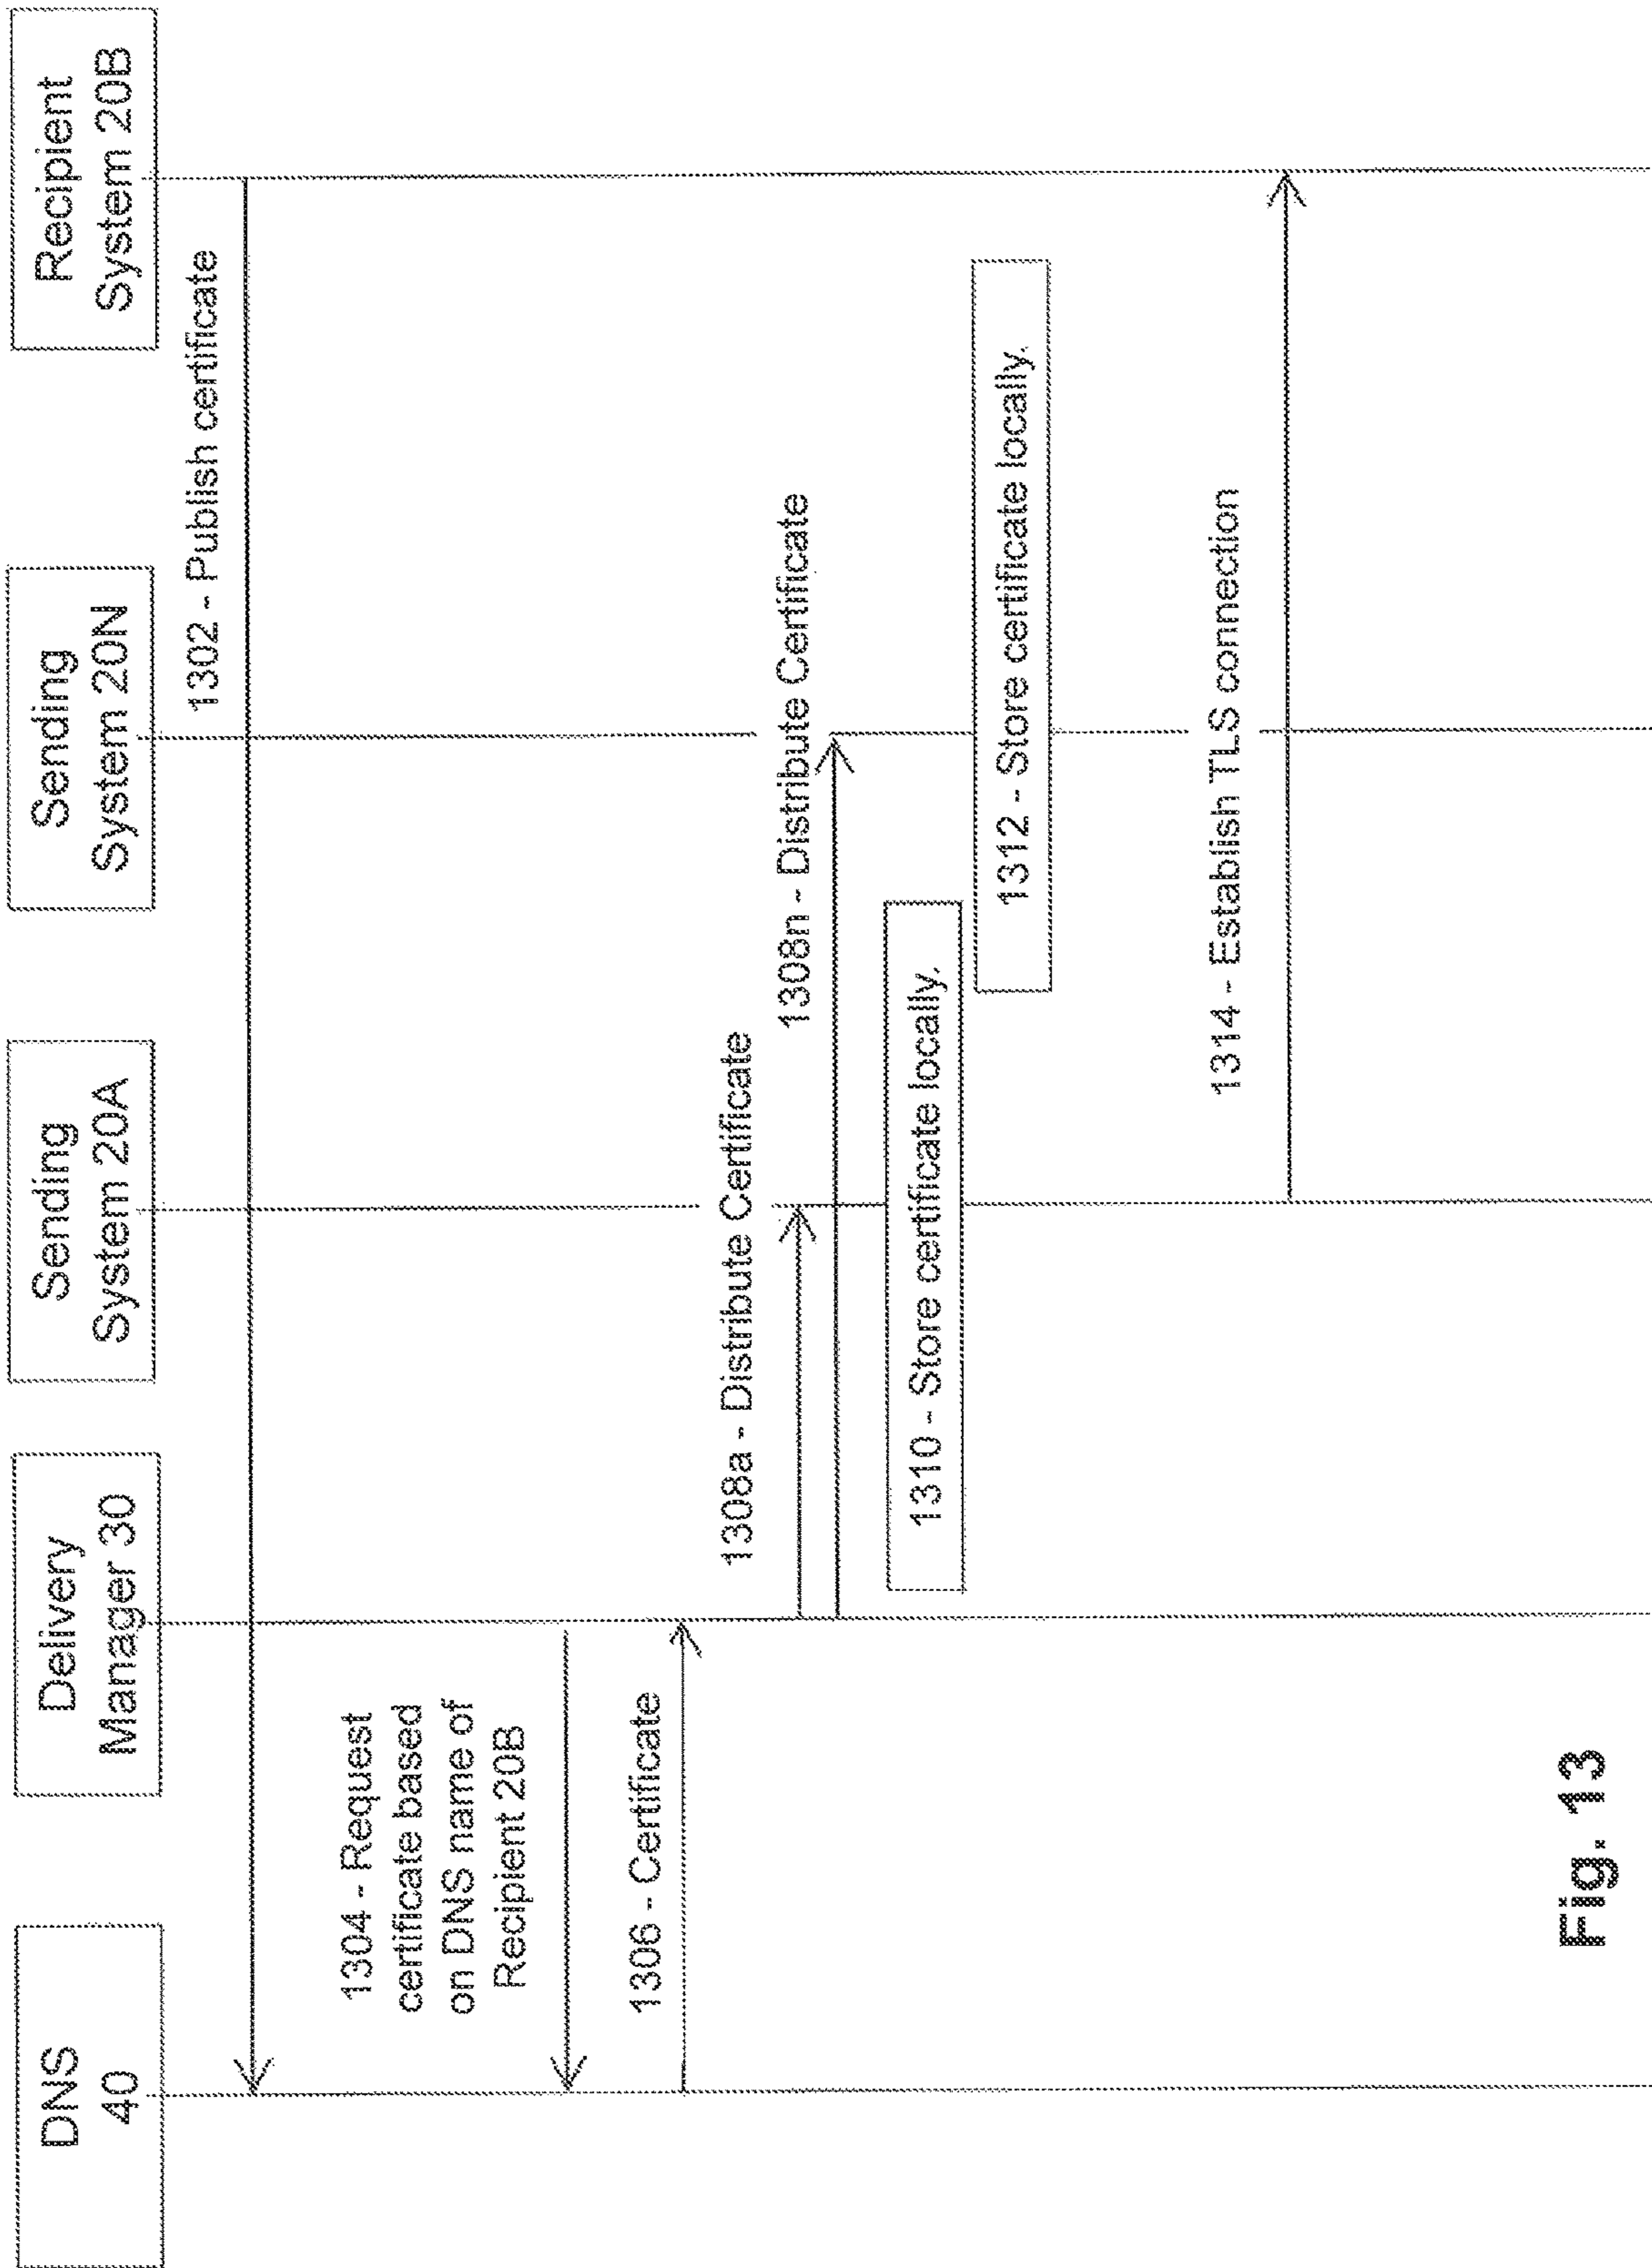 DNS
40
Delivery
Manager 30
Sending
System 20A
Sending
System 20N
Recipient
System 20B
1302 - Publish certificate
1304 - Request
certificate based
on DNS name of
Recipient 20B
1306 - Certificate
1308a - Distribute Certificate
1308n - Distribute Certificate
1310 - Store certificate locally.
1312 - Store certificate locally.
1314 - Establish TLS connection
Fig. 13